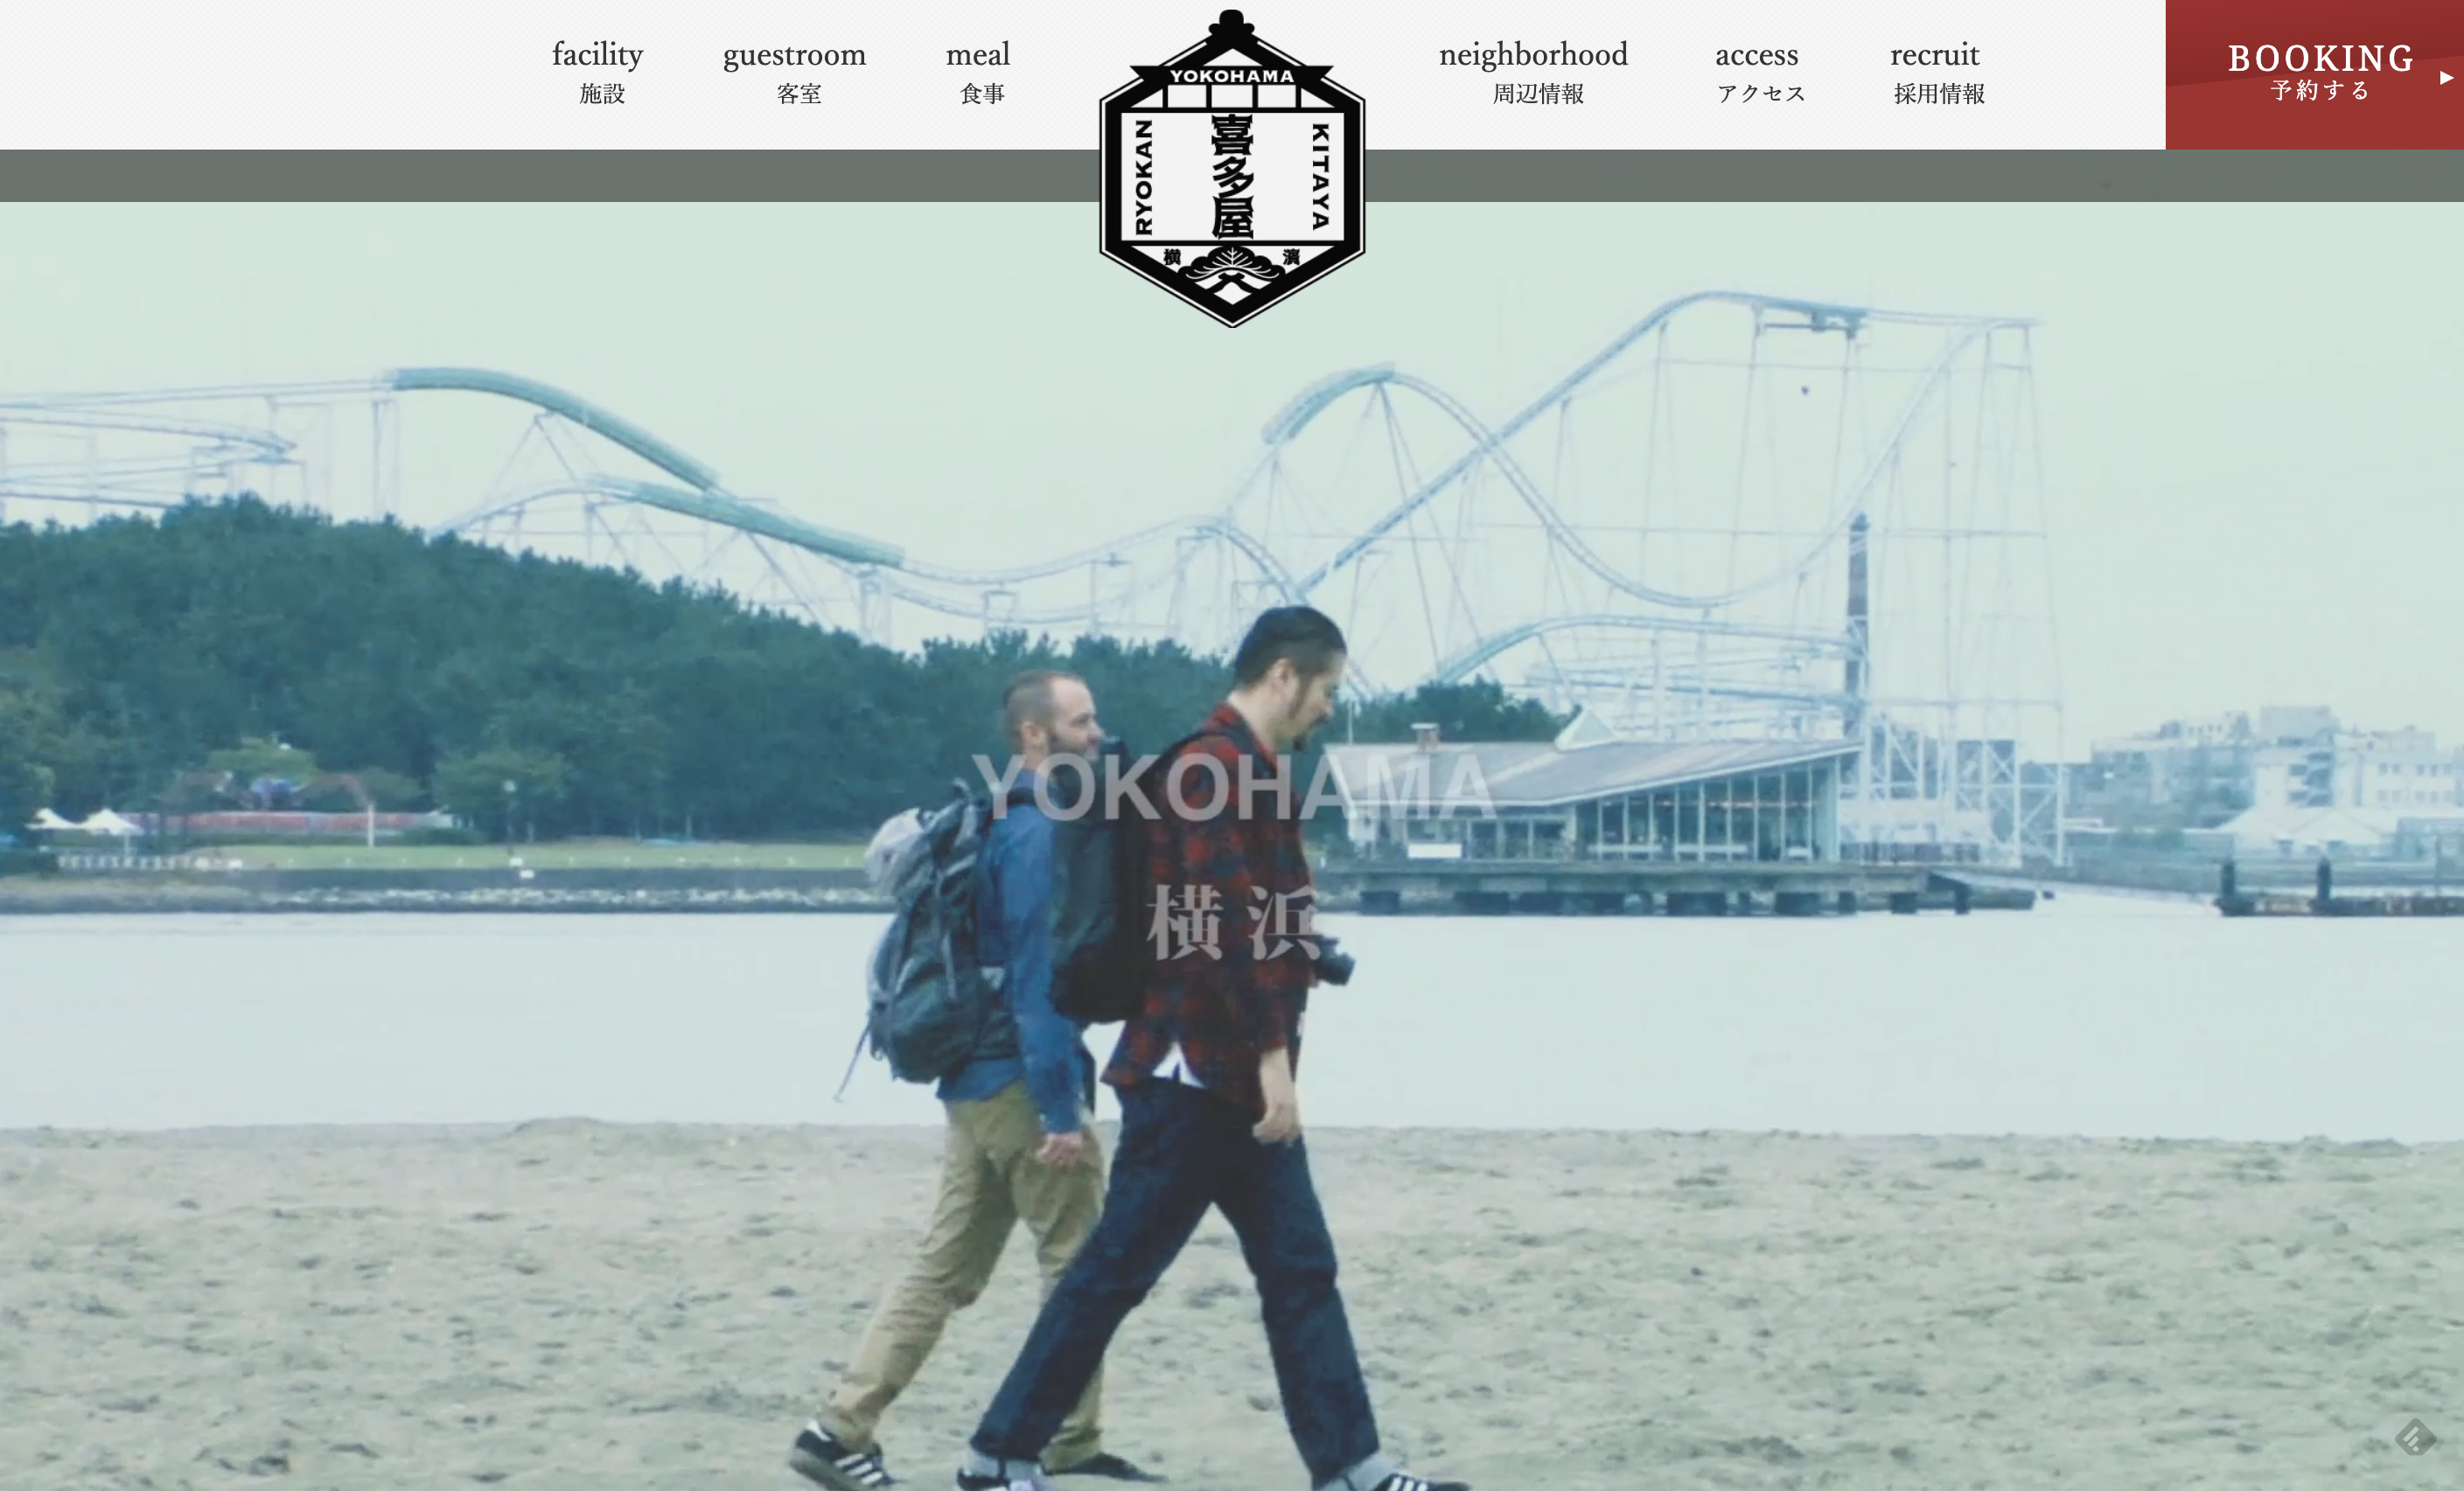 facility
施設
guestroom
客室
meal
食事
YOKOHAMA
RYOKAN
喜多屋
KITAYA
横
濱
neighborhood
周辺情報
access
アクセス
recruit
採用情報
BOOKING
予約する
YOKOHAMA
横浜